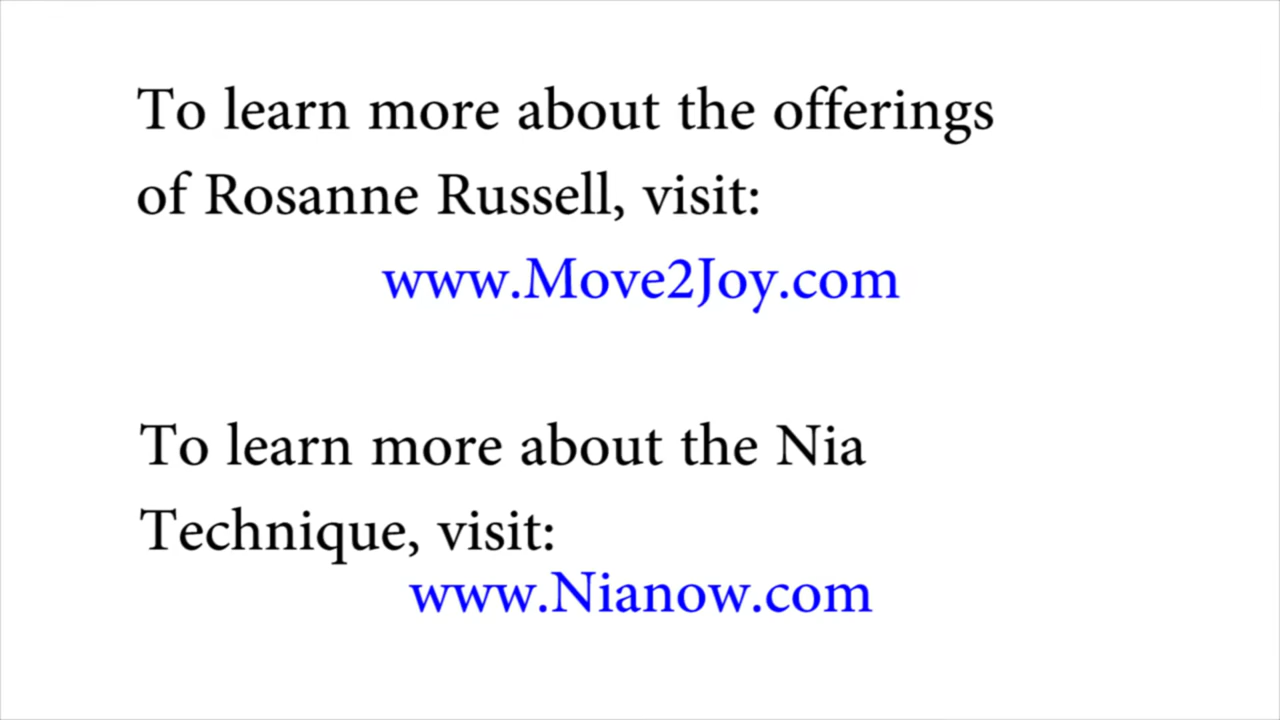 To learn more about the offerings
of Rosanne Russell, visit:
www.Move2Joy.com
To learn more about the Nia
Technique, visit:
www.Nianow.com